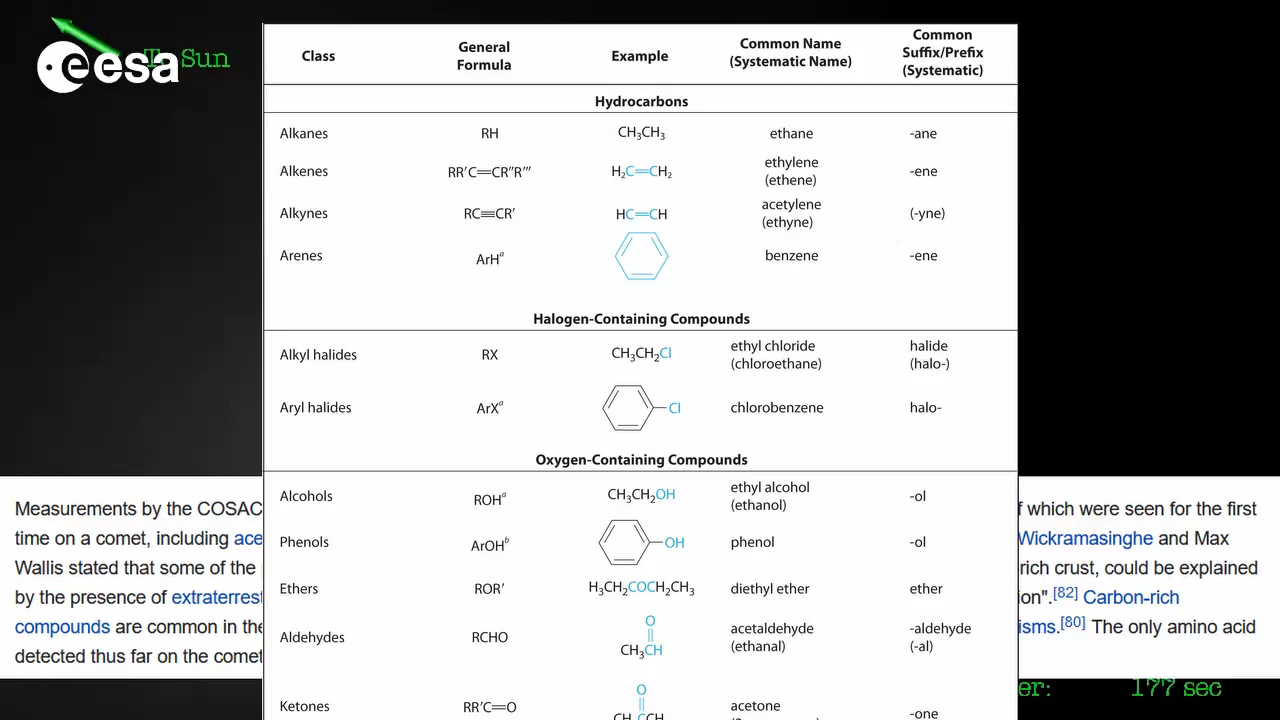 To Sun
esa
Class
General
Formula
Example
Common Name
(Systematic Name)
Common
Suffix/Prefix
(Systematic)
Hydrocarbons
Alkanes RH CH₃CH₃ ethane -ane
Alkenes RR′C=CR″R‴ H₂C=CH₂ ethylene
(ethene) -ene
Alkynes RC≡CR′ HC=CH acetylene
(ethyne) (-yne)
Arenes ArHᵃ benzene -ene
Halogen-Containing Compounds
Alkyl halides RX CH₃CH₂Cl ethyl chloride
(chloroethane) halide
(halo-)
Aryl halides ArXᵃ Cl chlorobenzene halo-
Oxygen-Containing Compounds
Alcohols ROHᵃ CH₃CH₂OH ethyl alcohol
(ethanol) -ol
Phenols ArOHᵇ OH phenol -ol
Ethers ROR′ H₃CH₂COCH₂CH₃ diethyl ether ether
Aldehydes RCHO O
CH₃CH acetaldehyde
(ethanal) -aldehyde
(-al)
Ketones RR′C=O O acetone -one
Measurements by the COSAC
time on a comet, including ace
Wallis stated that some of the
by the presence of extraterrest
compounds are common in the
detected thus far on the comet
f which were seen for the first
Wickramasinghe and Max
rich crust, could be explained
ion".[82] Carbon-rich
isms.[80] The only amino acid
er: 177 sec